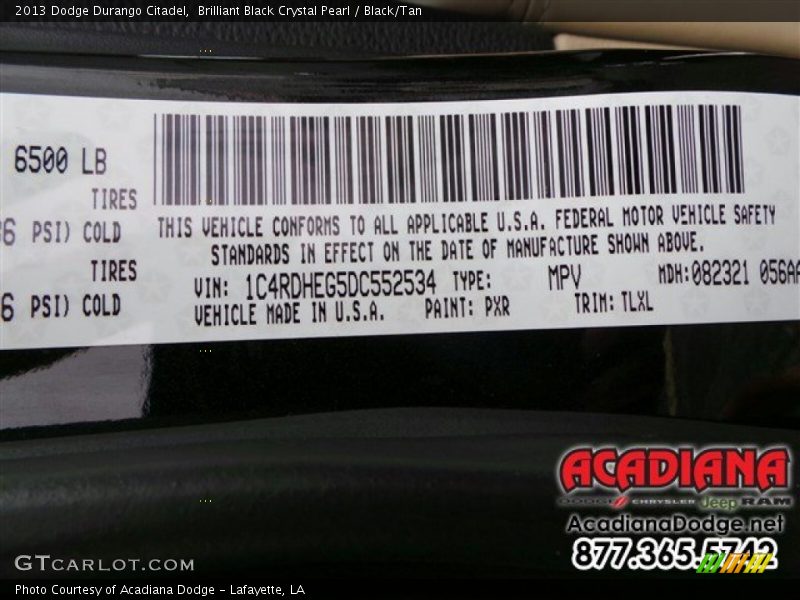 2013 Dodge Durango Citadel,  Brilliant Black Crystal Pearl / Black/Tan
6500 LB
TIRES
6 PSI) COLD
TIRES
6 PSI) COLD
THIS VEHICLE CONFORMS TO ALL APPLICABLE U.S.A. FEDERAL MOTOR VEHICLE SAFETY
STANDARDS IN EFFECT ON THE DATE OF MANUFACTURE SHOWN ABOVE.
VIN: 1C4RDHEG5DC552534 TYPE: MPV MDH:082321 056AA
VEHICLE MADE IN U.S.A. PAINT: PXR TRIM: TLXL
ACADIANA
DODGE CHRYSLER Jeep RAM
AcadianaDodge.net
877.365.5742
GTCARLOT.COM
Photo Courtesy of Acadiana Dodge - Lafayette, LA